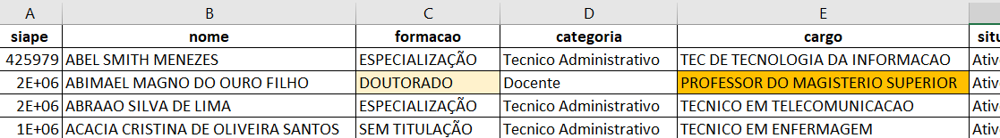 A B C D E
siape nome formacao categoria cargo situ
425979 ABEL SMITH MENEZES ESPECIALIZAÇÃO Tecnico Administrativo TEC DE TECNOLOGIA DA INFORMACAO Ativ
2E+06 ABIMAEL MAGNO DO OURO FILHO DOUTORADO Docente PROFESSOR DO MAGISTERIO SUPERIOR Ativ
2E+06 ABRAAO SILVA DE LIMA ESPECIALIZAÇÃO Tecnico Administrativo TECNICO EM TELECOMUNICACAO Ativ
1E+06 ACACIA CRISTINA DE OLIVEIRA SANTOS SEM TITULAÇÃO Tecnico Administrativo TECNICO EM ENFERMAGEM Ativ